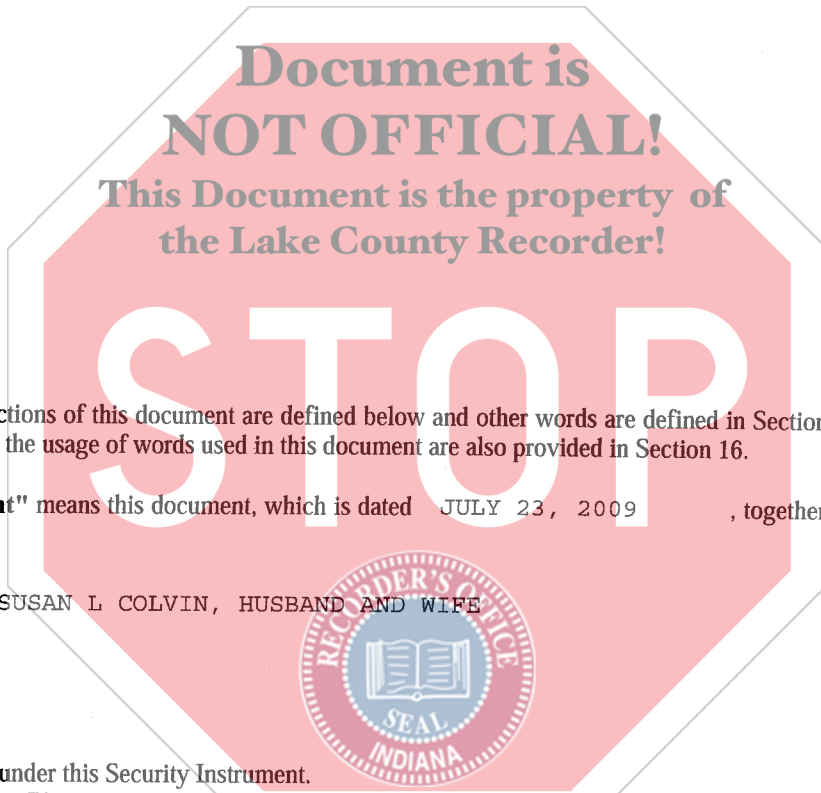 Document is
NOT OFFICIAL!
This Document is the property of
the Lake County Recorder!
STOP
ctions of this document are defined below and other words are defined in Section
the usage of words used in this document are also provided in Section 16.
t" means this document, which is dated JULY 23, 2009 , together
SUSAN L COLVIN, HUSBAND AND WIFE
RECORDER'S OFFICE
SEAL
INDIANA
under this Security Instrument.